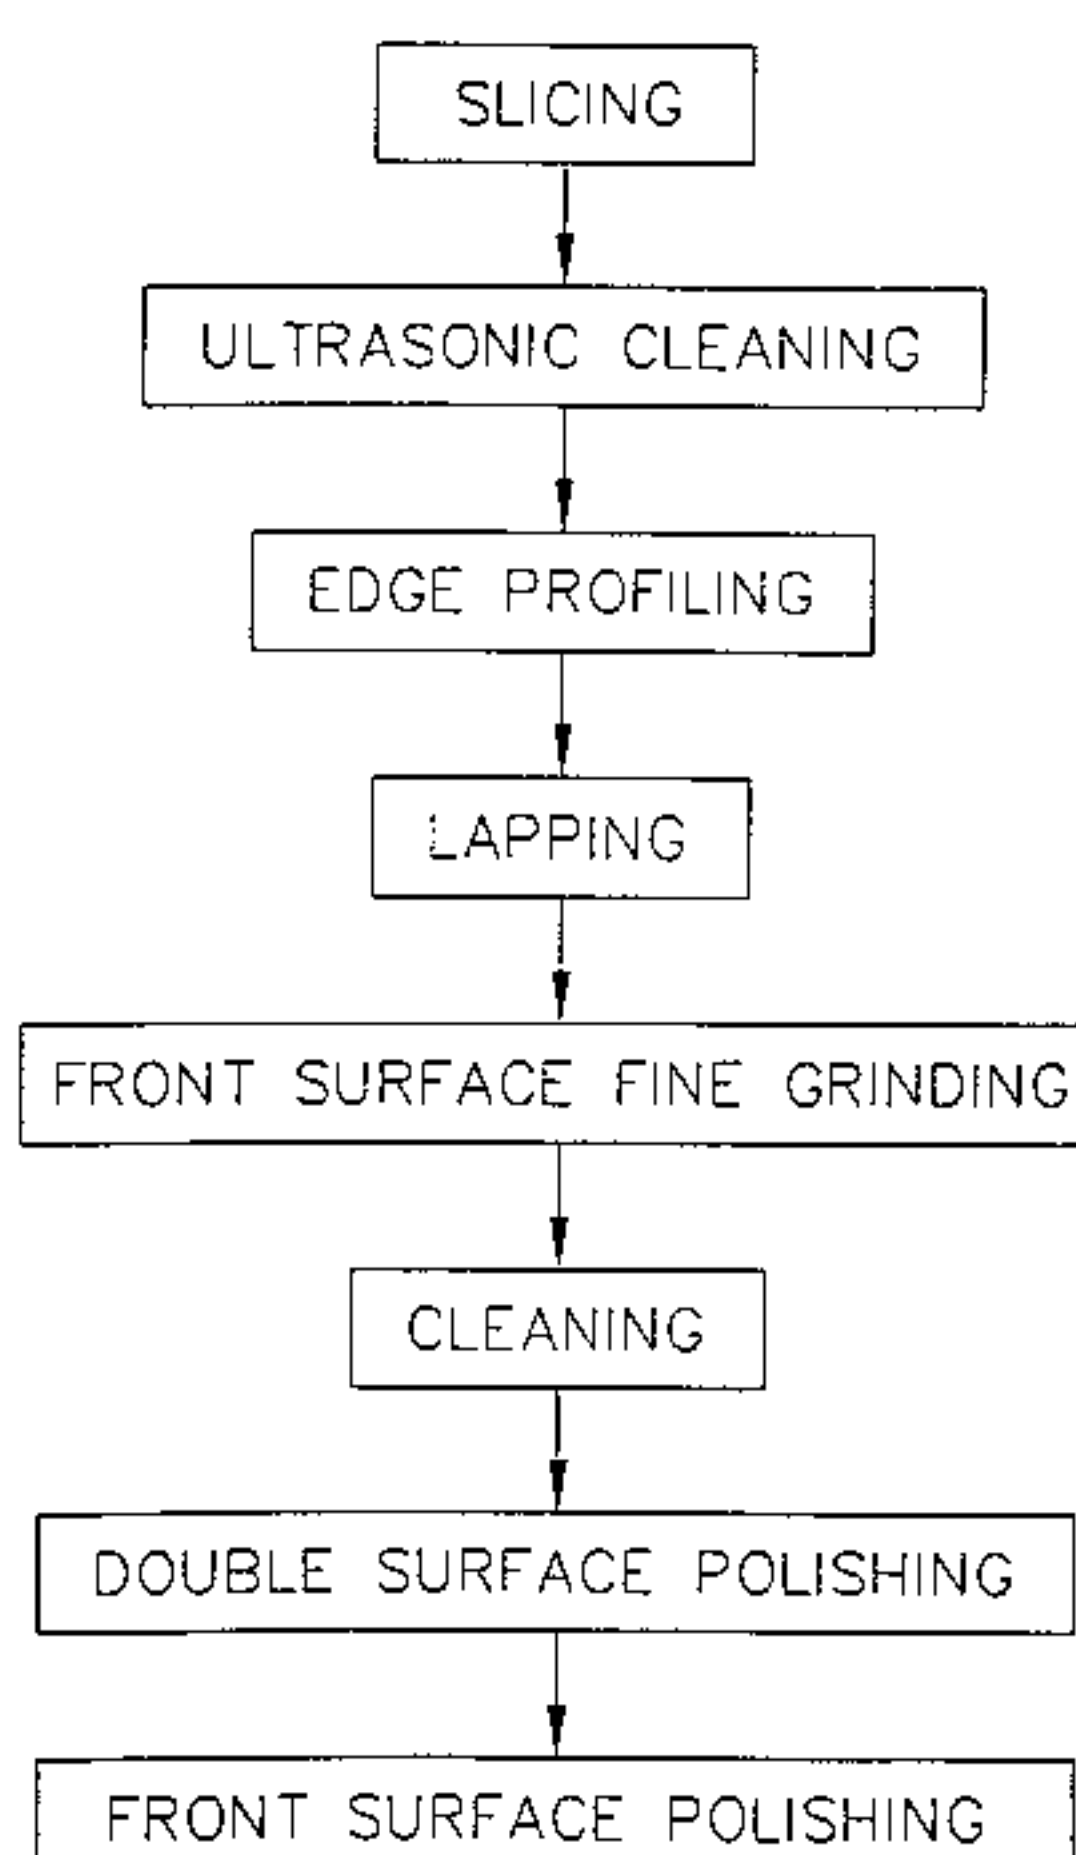 SLICING
ULTRASONIC CLEANING
EDGE PROFILING
LAPPING
FRONT SURFACE FINE GRINDING
CLEANING
DOUBLE SURFACE POLISHING
FRONT SURFACE POLISHING